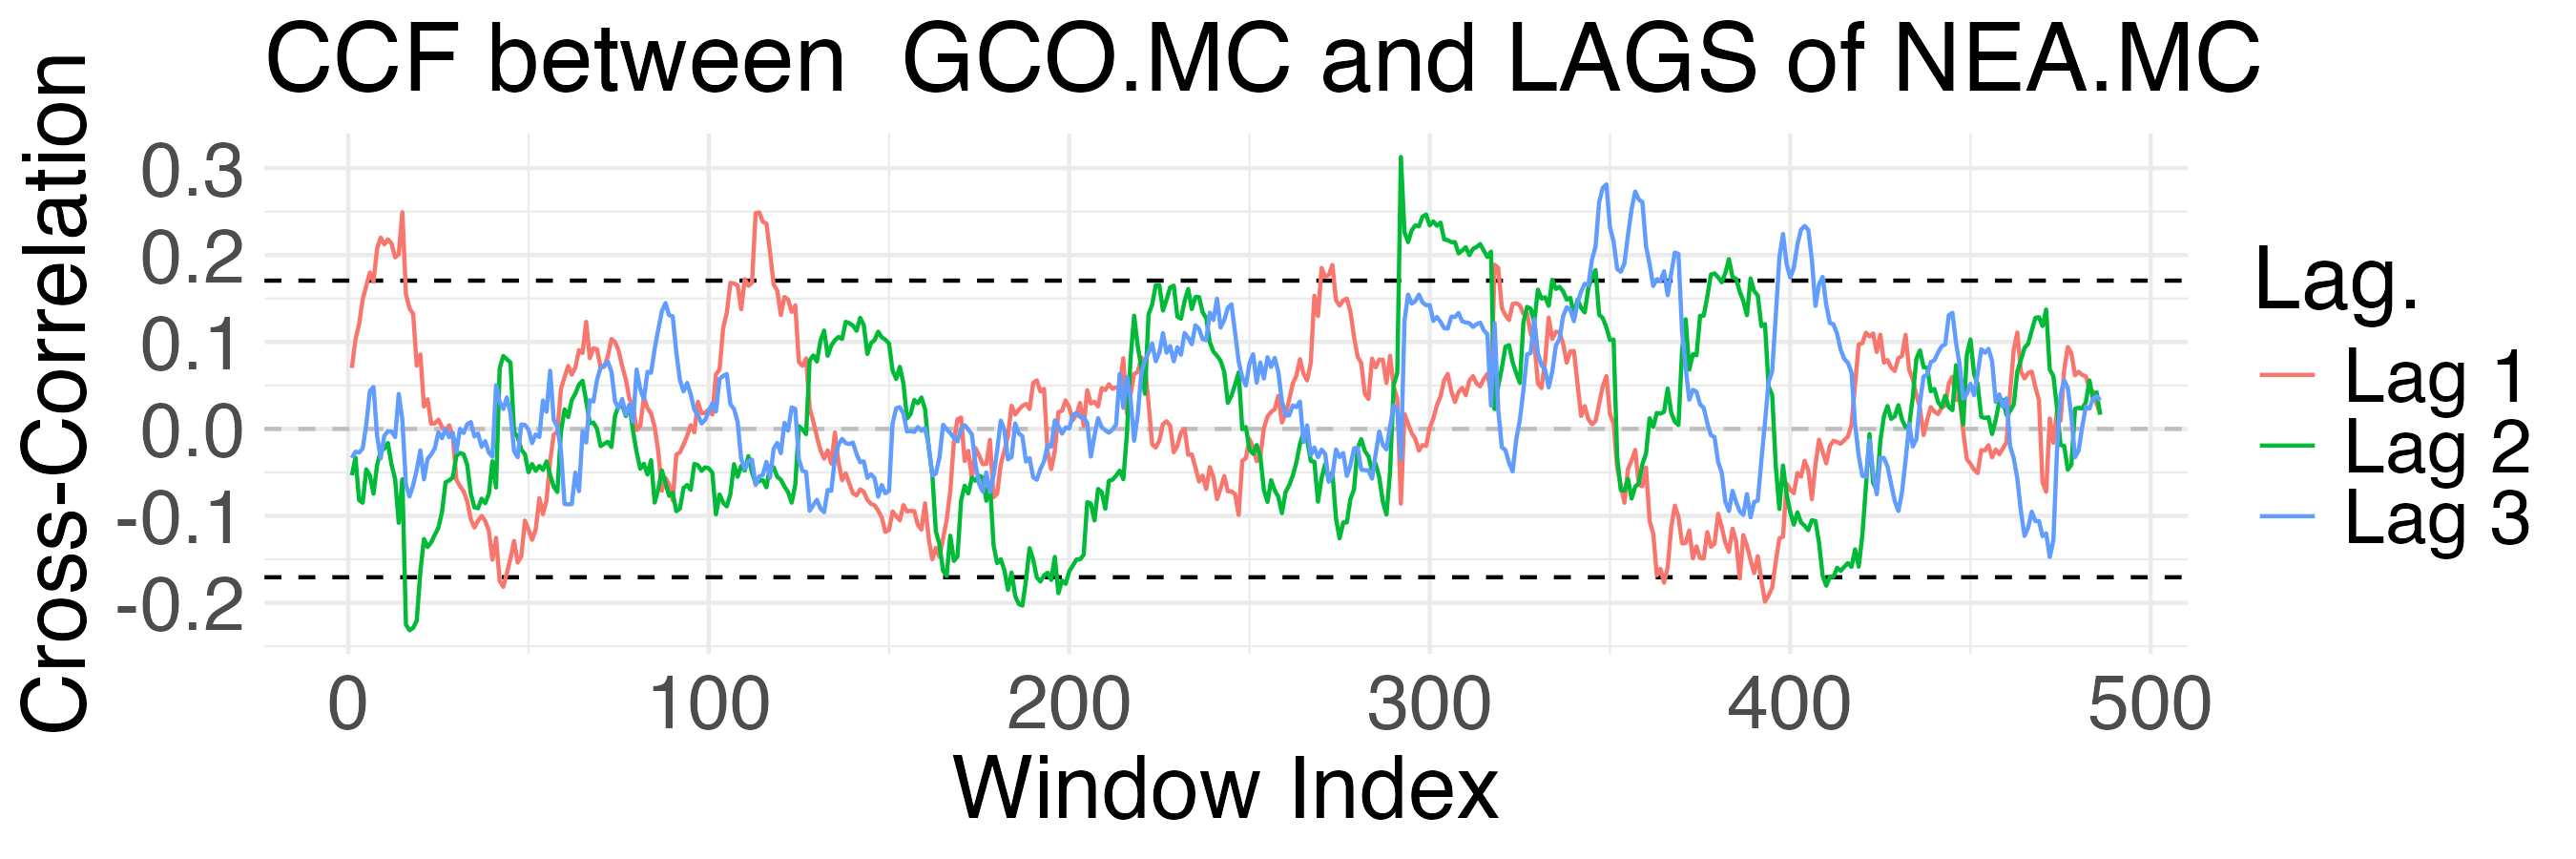 CCF between  GCO.MC and LAGS of NEA.MC
Cross-Correlation
0.3
0.2
0.1
0.0
-0.1
-0.2
0 100 200 300 400 500
Window Index
Lag.
Lag 1
Lag 2
Lag 3